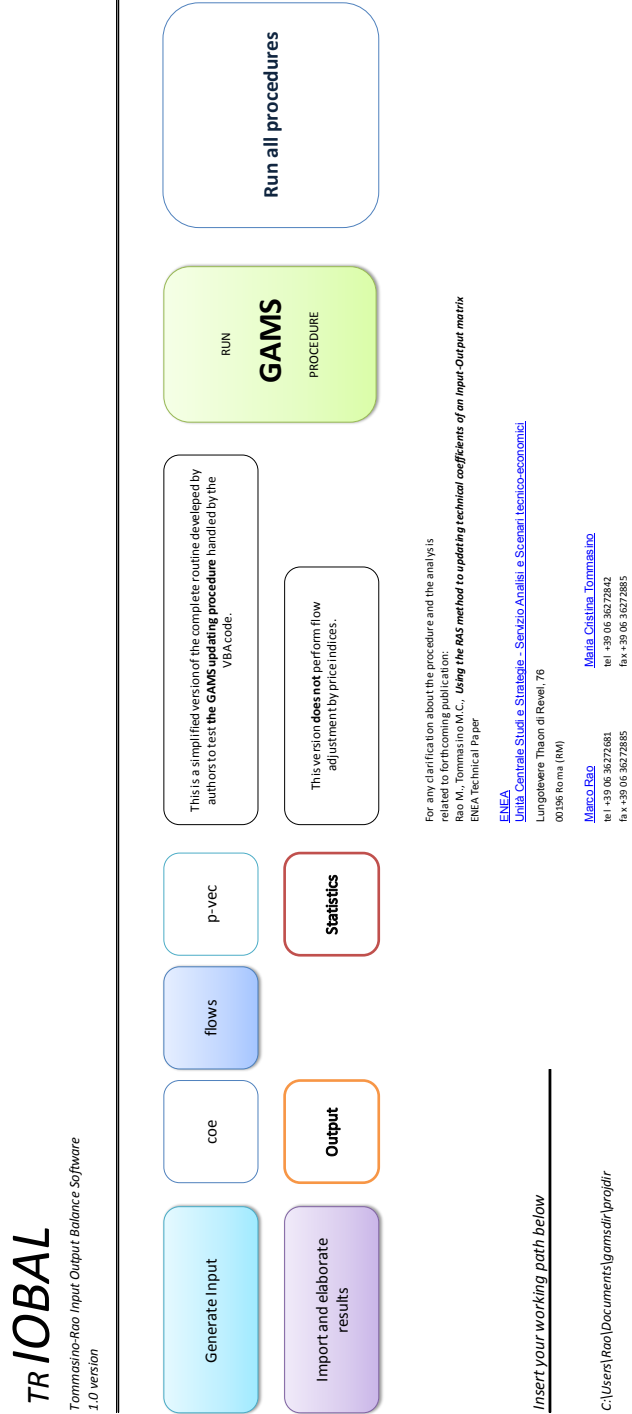 TR IOBAL
Tommasino-Rao Input Output Balance Software
1.0 version
Generate Input
coe
flows
p-vec
This is a simplified version of the complete routine develeped by
authors to test the GAMS updating procedure handled by the
VBA code.
RUN
GAMS
PROCEDURE
Run all procedures
Import and elaborate
results
Output
Statistics
This version does not perform flow
adjustment by price indices.
For any clarification about the procedure and the analysis
related to forthcoming publication:
Rao M., Tommasino M.C., Using the RAS method to updating technical coefficients of an Input-Output matrix
ENEA Technical Paper
ENEA
Unità Centrale Studi e Strategie - Servizio Analisi e Scenari tecnico-economici
Lungotevere Thaon di Revel, 76
00196 Roma (RM)
Marco Rao
tel +39 06 36272681
fax +39 06 36272885
Maria Cristina Tommasino
tel +39 06 36272842
fax +39 06 36272885
Insert your working path below
C:\Users\Rao\Documents\gamsdir\projdir